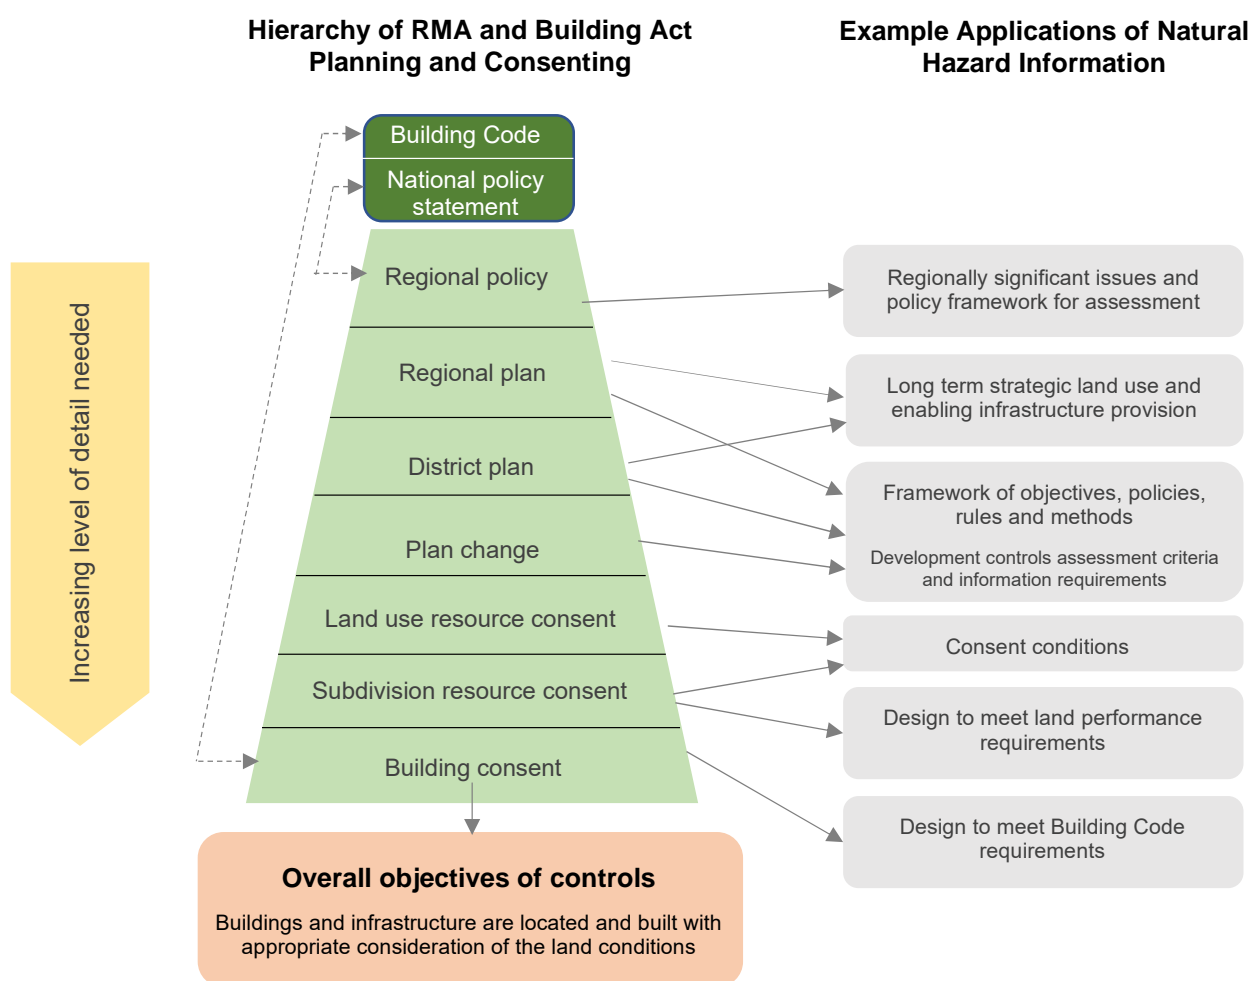 Hierarchy of RMA and Building Act
Planning and Consenting
Example Applications of Natural
Hazard Information
Increasing level of detail needed
Building Code
National policy
statement
Regional policy
Regional plan
District plan
Plan change
Land use resource consent
Subdivision resource consent
Building consent
Regionally significant issues and
policy framework for assessment
Long term strategic land use and
enabling infrastructure provision
Framework of objectives, policies,
rules and methods
Development controls assessment criteria
and information requirements
Consent conditions
Design to meet land performance
requirements
Design to meet Building Code
requirements
Overall objectives of controls
Buildings and infrastructure are located and built with
appropriate consideration of the land conditions